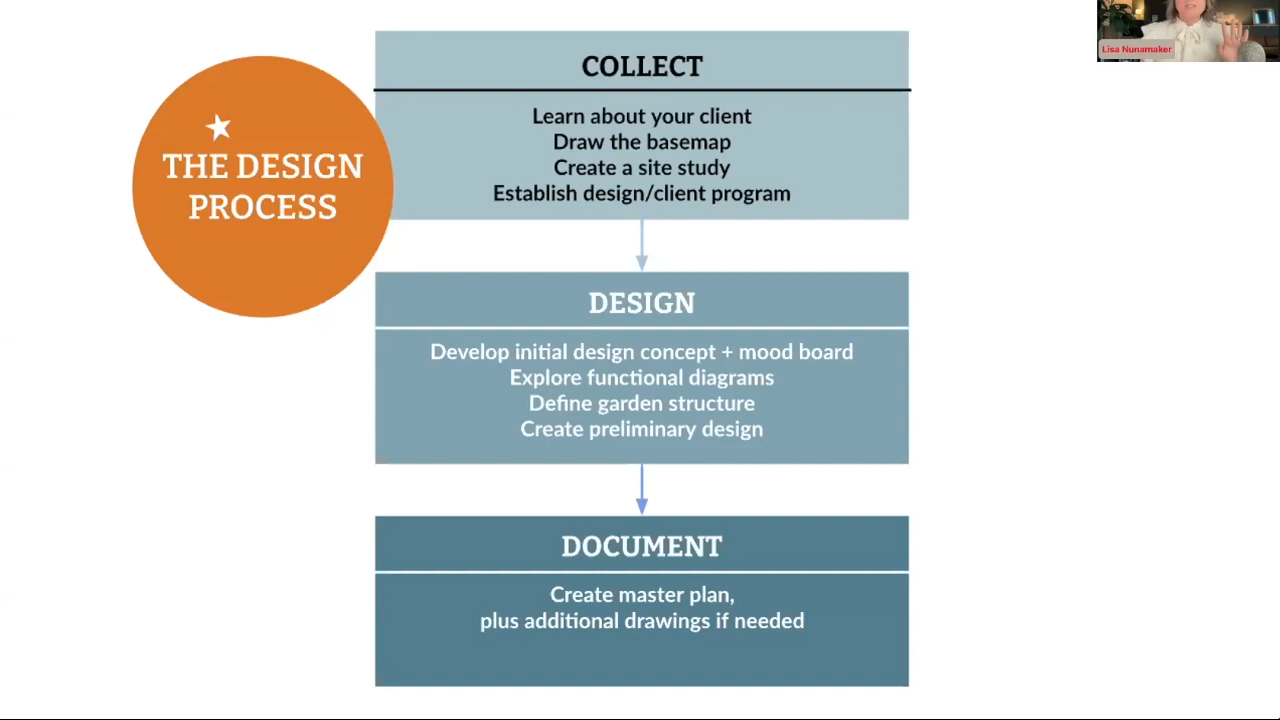 Lisa Nunamaker
THE DESIGN
PROCESS
COLLECT
Learn about your client
Draw the basemap
Create a site study
Establish design/client program
DESIGN
Develop initial design concept + mood board
Explore functional diagrams
Define garden structure
Create preliminary design
DOCUMENT
Create master plan,
plus additional drawings if needed